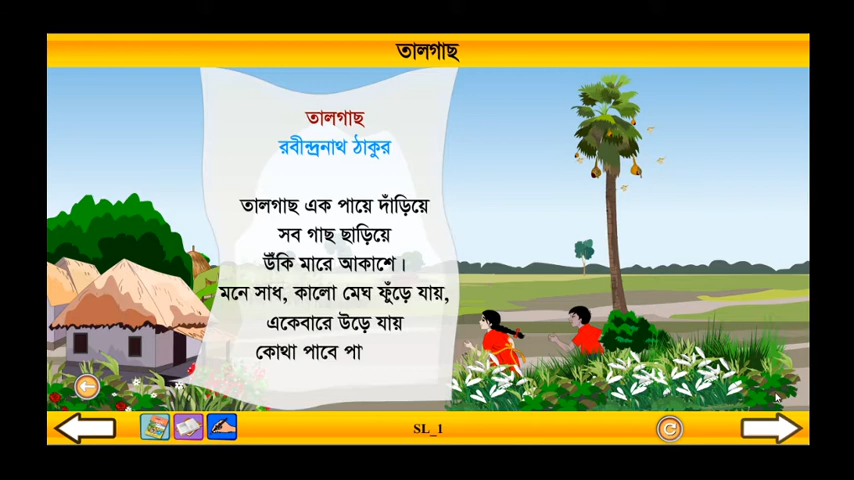 তালগাছ
তালগাছ
রবীন্দ্রনাথ ঠাকুর
তালগাছ এক পায়ে দাঁড়িয়ে
সব গাছ ছাড়িয়ে
উঁকি মারে আকাশে।
মনে সাধ, কালো মেঘ ফুঁড়ে যায়,
একেবারে উড়ে যায়
কোথা পাবে পা
SL_1